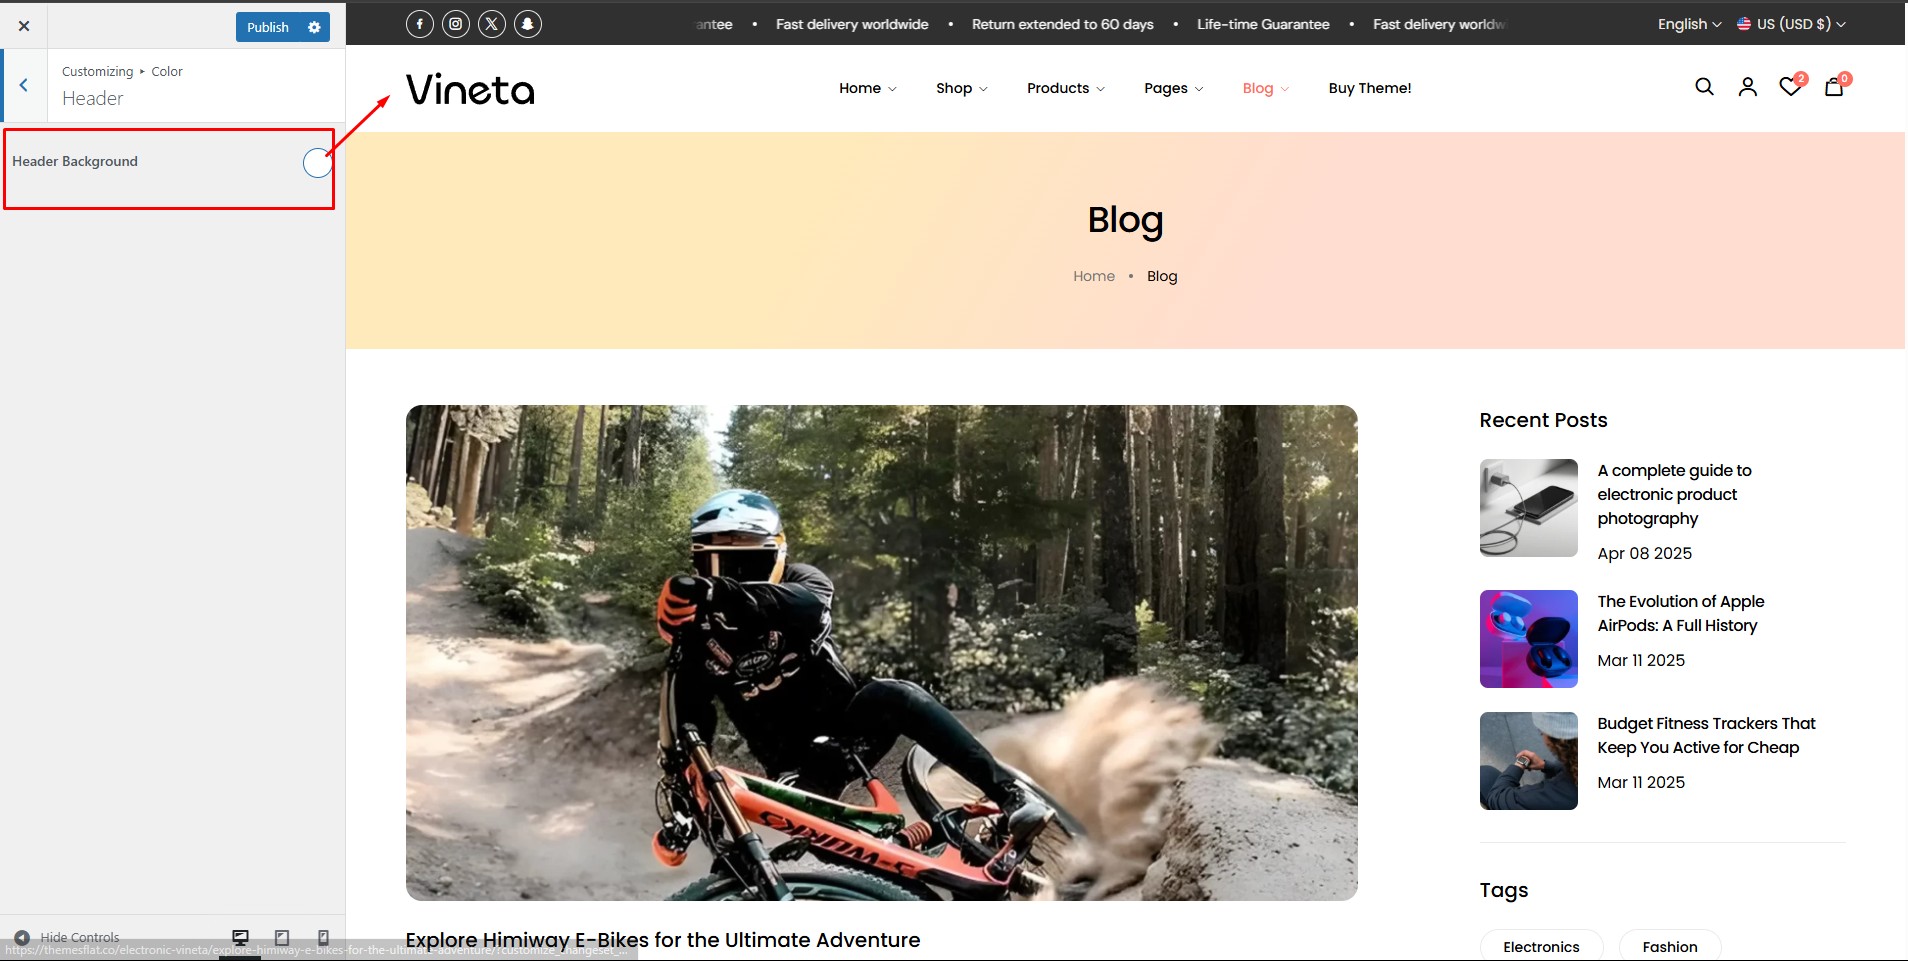 Publish
Customizing ▸ Color
Header
Header Background
Hide Controls
https://themesflat.co/electronic-vineta/explore-himiway-e-bikes-for-the-ultimate-adventure/?customize_changeset_...
antee • Fast delivery worldwide • Return extended to 60 days • Life-time Guarantee • Fast delivery worldw
English
US (USD $)
Vineta
Home
Shop
Products
Pages
Blog
Buy Theme!
2
0
Blog
Home • Blog
Explore Himiway E-Bikes for the Ultimate Adventure
Recent Posts
A complete guide to
electronic product
photography
Apr 08 2025
The Evolution of Apple
AirPods: A Full History
Mar 11 2025
Budget Fitness Trackers That
Keep You Active for Cheap
Mar 11 2025
Tags
Electronics
Fashion